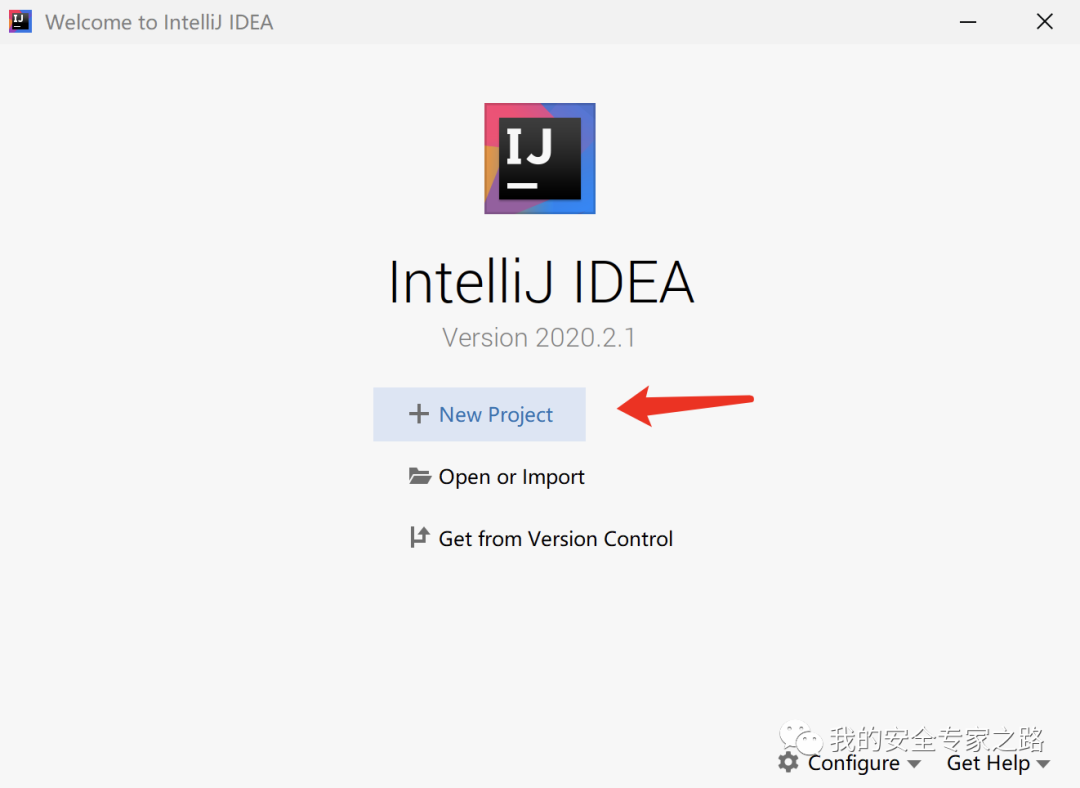 Welcome to IntelliJ IDEA
IJ
IntelliJ IDEA
Version 2020.2.1
New Project
Open or Import
Get from Version Control
我的安全专家之路
Configure
Get Help